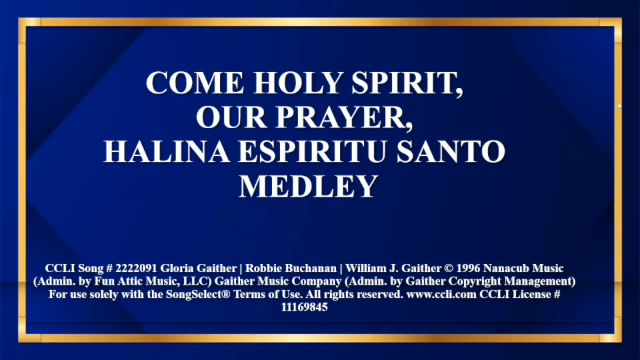 COME HOLY SPIRIT,
OUR PRAYER,
HALINA ESPIRITU SANTO
MEDLEY
CCLI Song # 2222091 Gloria Gaither | Robbie Buchanan | William J. Gaither © 1996 Nanacub Music
(Admin. by Fun Attic Music, LLC) Gaither Music Company (Admin. by Gaither Copyright Management)
For use solely with the SongSelect® Terms of Use. All rights reserved. www.ccli.com CCLI License #
11169845